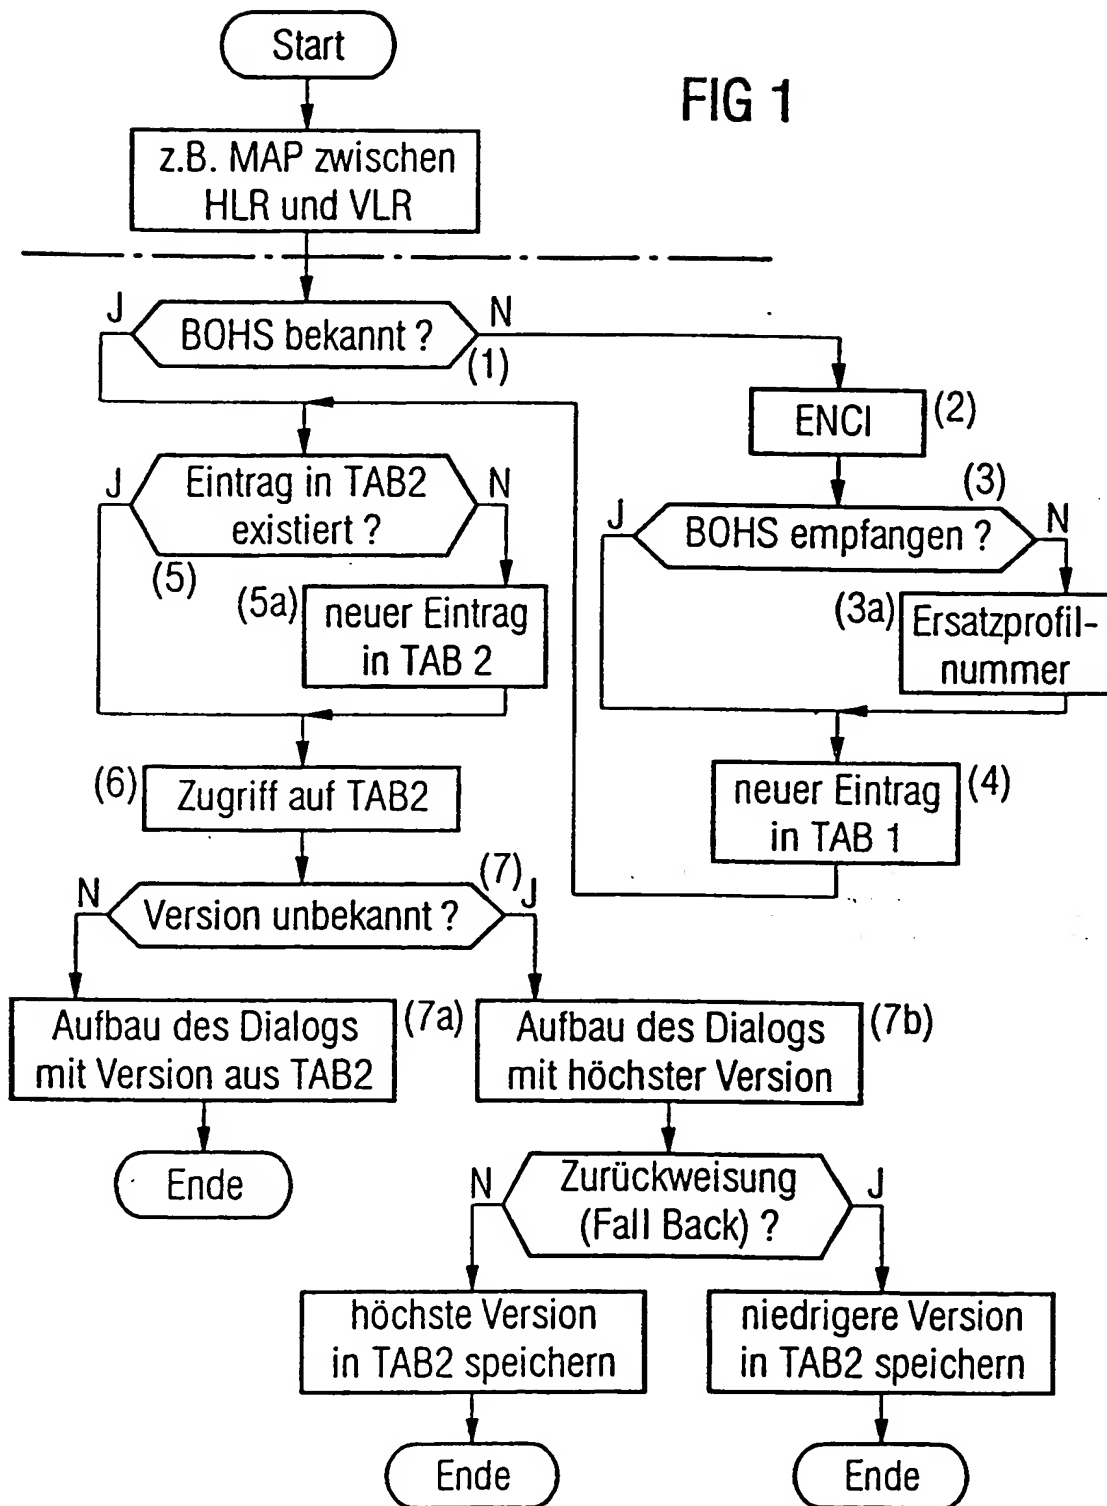 Start
FIG 1
z.B. MAP zwischen
HLR und VLR
J
BOHS bekannt ?
N
(1)
ENCI
(2)
J
Eintrag in TAB2
existiert ?
N
(5)
(3)
J
BOHS empfangen ?
N
(5a)
neuer Eintrag
in TAB 2
(3a)
Ersatzprofil-
nummer
(6)
Zugriff auf TAB2
neuer Eintrag
in TAB 1
(4)
N
Version unbekannt ?
(7)
J
Aufbau des Dialogs
mit Version aus TAB2
(7a)
Aufbau des Dialogs
mit höchster Version
(7b)
Ende
N
Zurückweisung
(Fall Back) ?
J
höchste Version
in TAB2 speichern
niedrigere Version
in TAB2 speichern
Ende
Ende